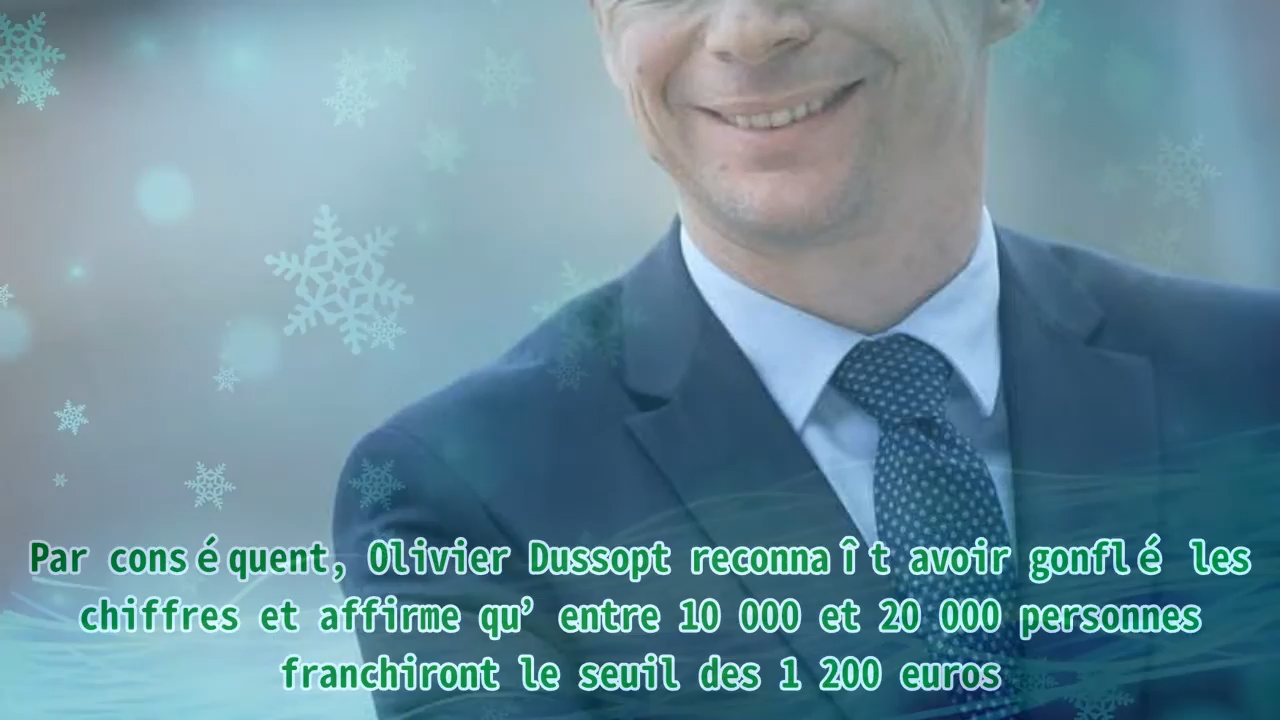 Par conséquent, Olivier Dussopt reconnaît avoir gonflé les
chiffres et affirme qu’ entre 10 000 et 20 000 personnes
franchiront le seuil des 1 200 euros